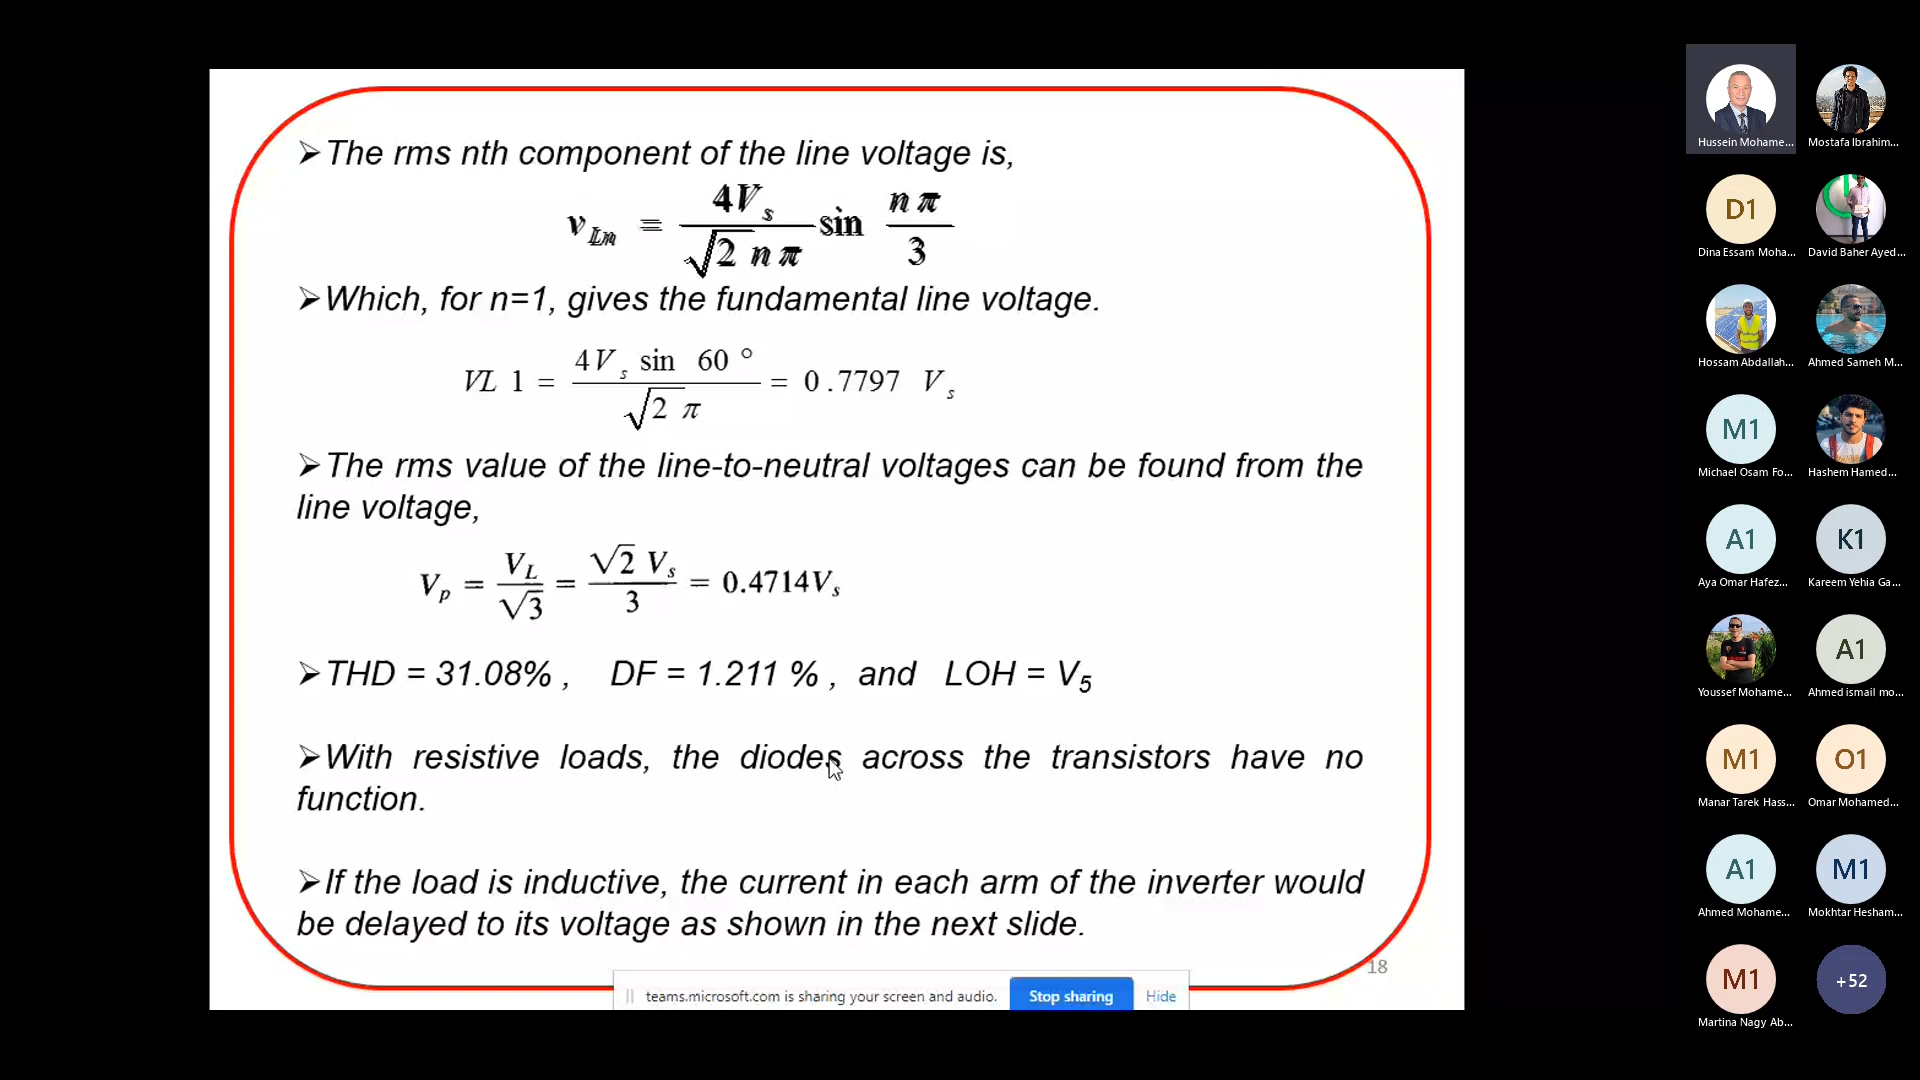 ➢The rms nth component of the line voltage is,
v_Ln = 4V_s / √2 nπ sin nπ / 3
➢Which, for n=1, gives the fundamental line voltage.
VL 1 = 4V_s sin 60 ° / √2 π = 0.7797 V_s
➢The rms value of the line-to-neutral voltages can be found from the
line voltage,
V_p = V_L / √3 = √2 V_s / 3 = 0.4714V_s
➢THD = 31.08% , DF = 1.211 % , and LOH = V_5
➢With resistive loads, the diodes across the transistors have no
function.
➢If the load is inductive, the current in each arm of the inverter would
be delayed to its voltage as shown in the next slide.
18
teams.microsoft.com is sharing your screen and audio. Stop sharing Hide
Hussein Mohame... Mostafa Ibrahim...
D1
Dina Essam Moha... David Baher Ayed...
Hossam Abdallah... Ahmed Sameh M...
M1
Michael Osam Fo... Hashem Hamed...
A1 K1
Aya Omar Hafez... Kareem Yehia Ga...
A1
Youssef Mohame... Ahmed ismail mo...
M1 O1
Manar Tarek Hass... Omar Mohamed...
A1 M1
Ahmed Mohame... Mokhtar Hesham...
M1 +52
Martina Nagy Ab...